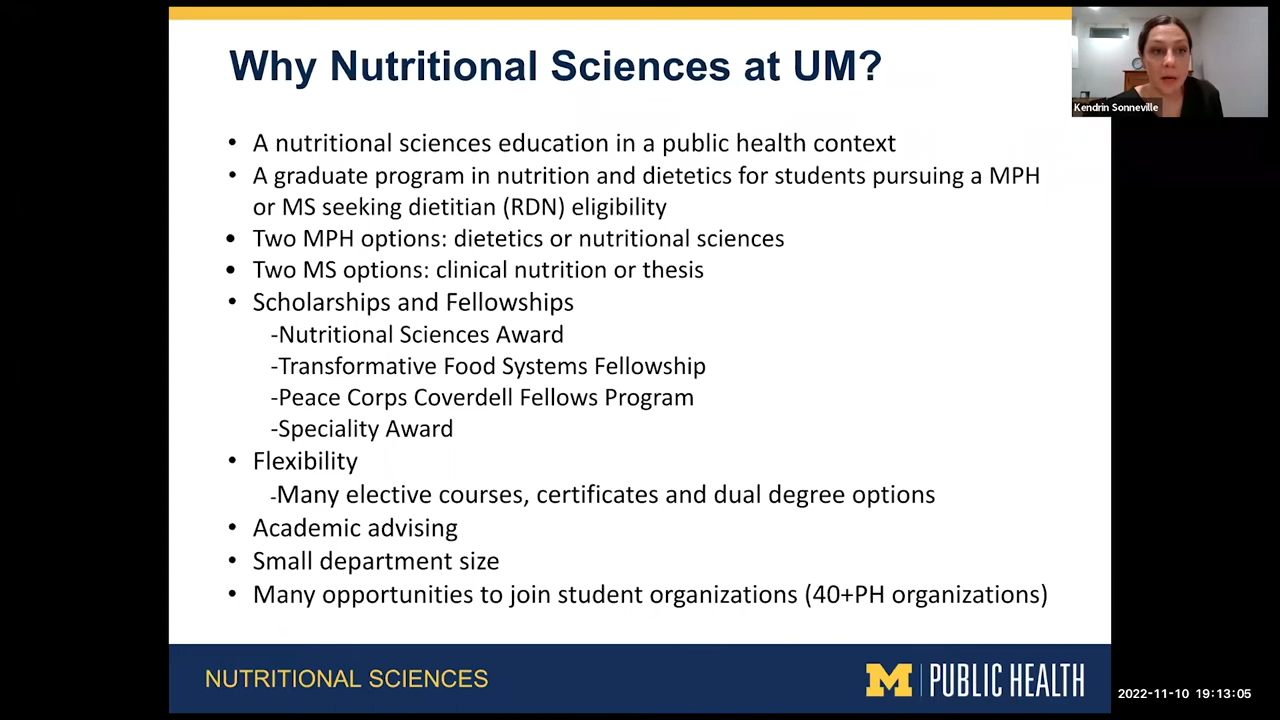 Why Nutritional Sciences at UM?
Kendrin Sonneville
• A nutritional sciences education in a public health context
• A graduate program in nutrition and dietetics for students pursuing a MPH
or MS seeking dietitian (RDN) eligibility
• Two MPH options: dietetics or nutritional sciences
• Two MS options: clinical nutrition or thesis
• Scholarships and Fellowships
-Nutritional Sciences Award
-Transformative Food Systems Fellowship
-Peace Corps Coverdell Fellows Program
-Speciality Award
• Flexibility
-Many elective courses, certificates and dual degree options
• Academic advising
• Small department size
• Many opportunities to join student organizations (40+PH organizations)
NUTRITIONAL SCIENCES
M | PUBLIC HEALTH
2022-11-10 19:13:05